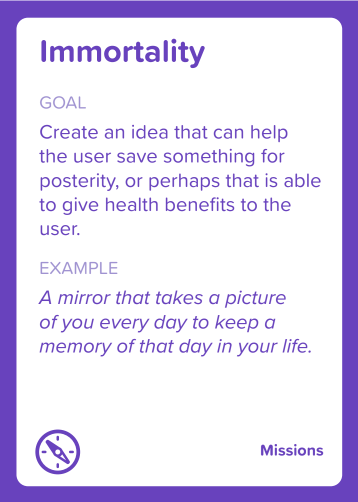 Immortality
GOAL
Create an idea that can help
the user save something for
posterity, or perhaps that is able
to give health benefits to the
user.
EXAMPLE
A mirror that takes a picture
of you every day to keep a
memory of that day in your life.
Missions